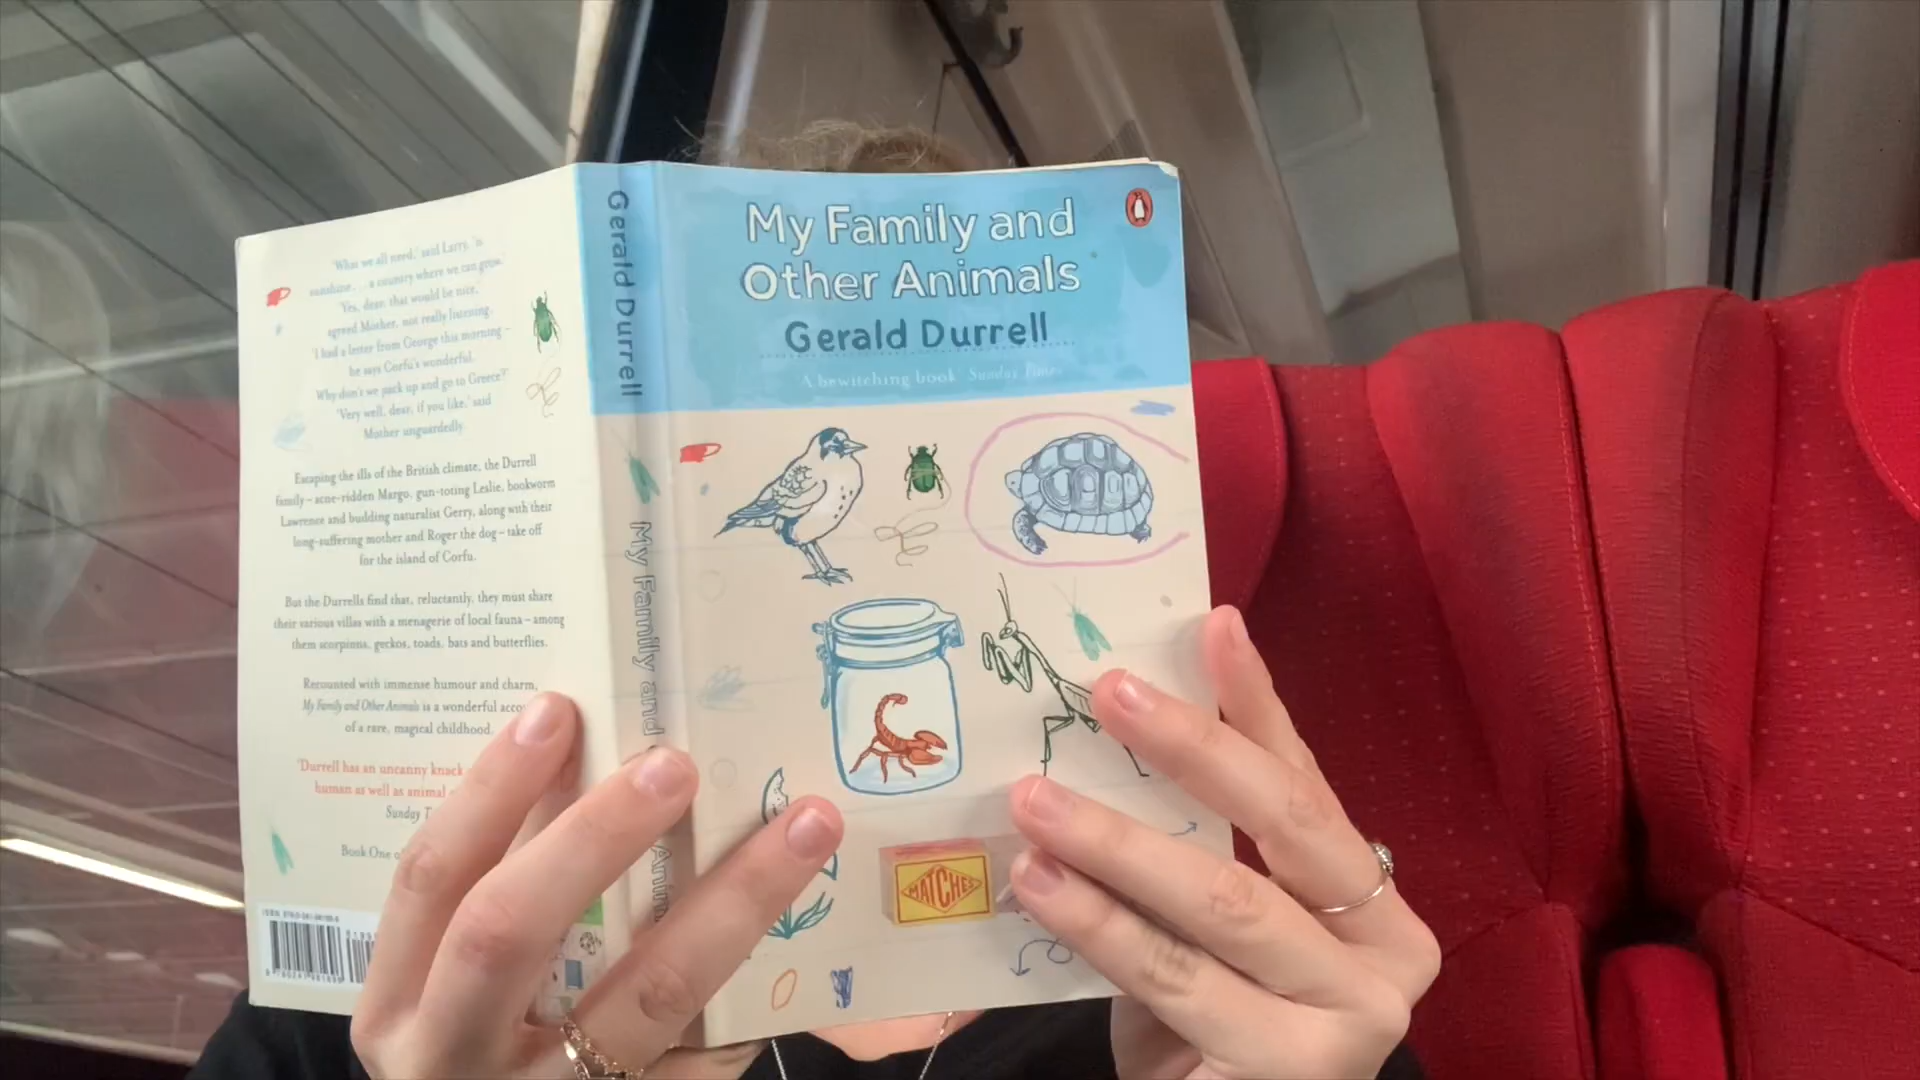 'What we all need,' said Larry, 'is
sunshine... a country where we can grow.'
'Yes, dear, that would be nice,'
agreed Mother, not really listening.
'I had a letter from George this morning –
he says Corfu's wonderful.
Why don't we pack up and go to Greece?'
'Very well, dear, if you like,' said
Mother unguardedly.
Escaping the ills of the British climate, the Durrell
family – acne-ridden Margo, gun-toting Leslie, bookworm
Lawrence and budding naturalist Gerry, along with their
long-suffering mother and Roger the dog – take off
for the island of Corfu.
But the Durrells find that, reluctantly, they must share
their various villas with a menagerie of local fauna – among
them scorpions, geckos, toads, bats and butterflies.
Recounted with immense humour and charm,
My Family and Other Animals is a wonderful acco
of a rare, magical childhood.
'Durrell has an uncanny knack
human as well as animal
Sunday T
Book One o
ISBN
Gerald Durrell
My Family and
Anim
My Family and
Other Animals
Gerald Durrell
A bewitching book Sunday Times
MATCHES